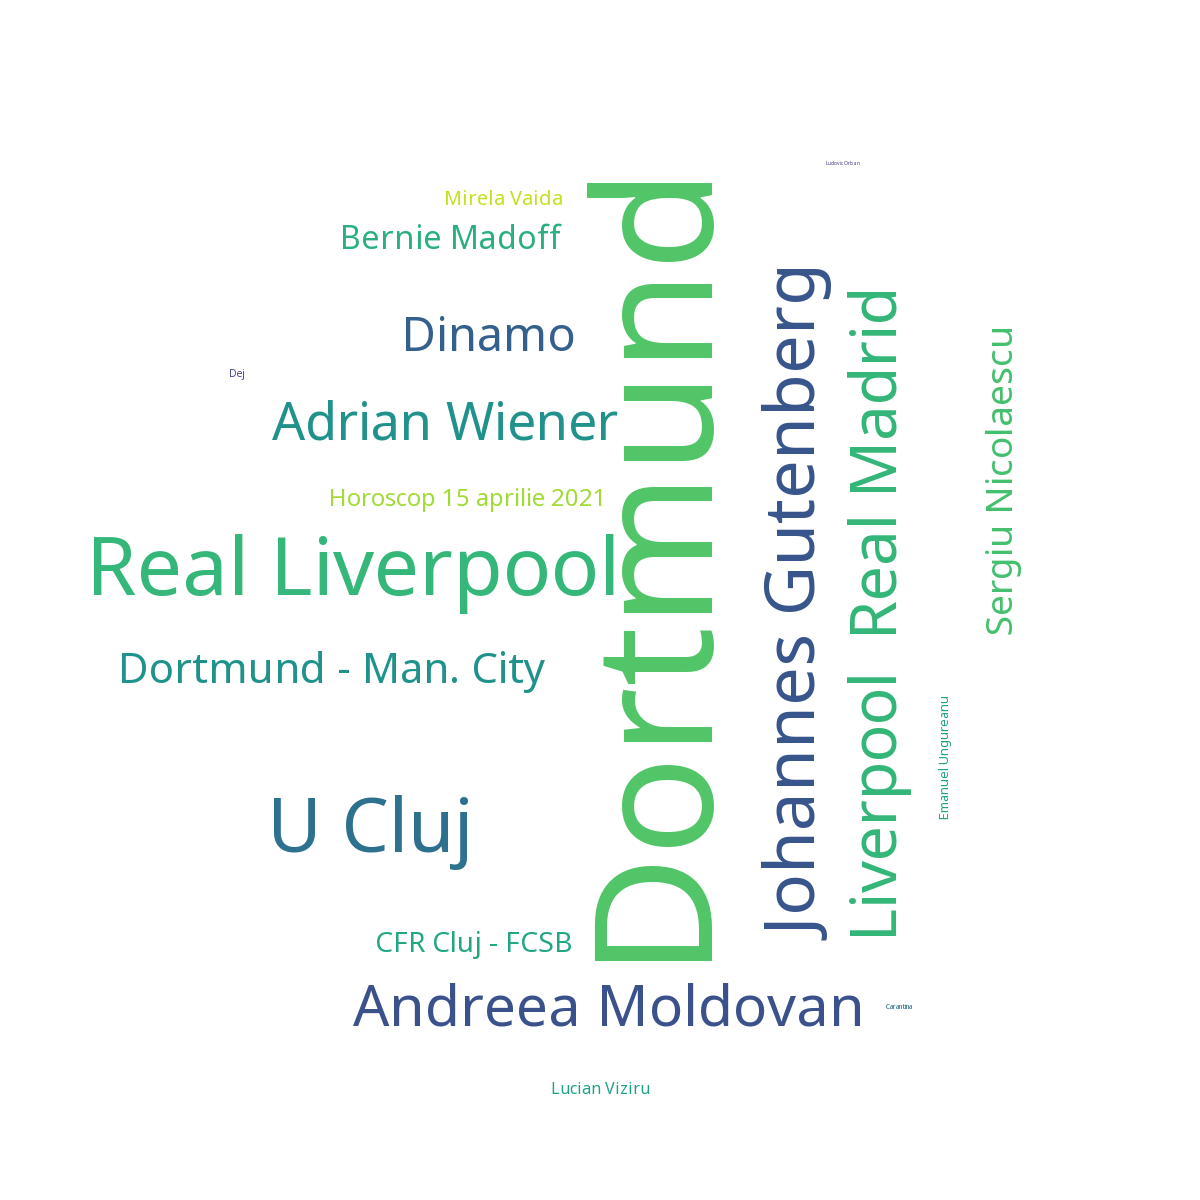 Ludovic Orban
Mirela Vaida
Bernie Madoff
Dortmund
Johannes Gutenberg
Liverpool  Real Madrid
Dinamo
Sergiu Nicolaescu
Dej
Adrian Wiener
Horoscop 15 aprilie 2021
Real Liverpool
Dortmund - Man. City
Emanuel Ungureanu
U Cluj
CFR Cluj - FCSB
Andreea Moldovan
Carantina
Lucian Viziru